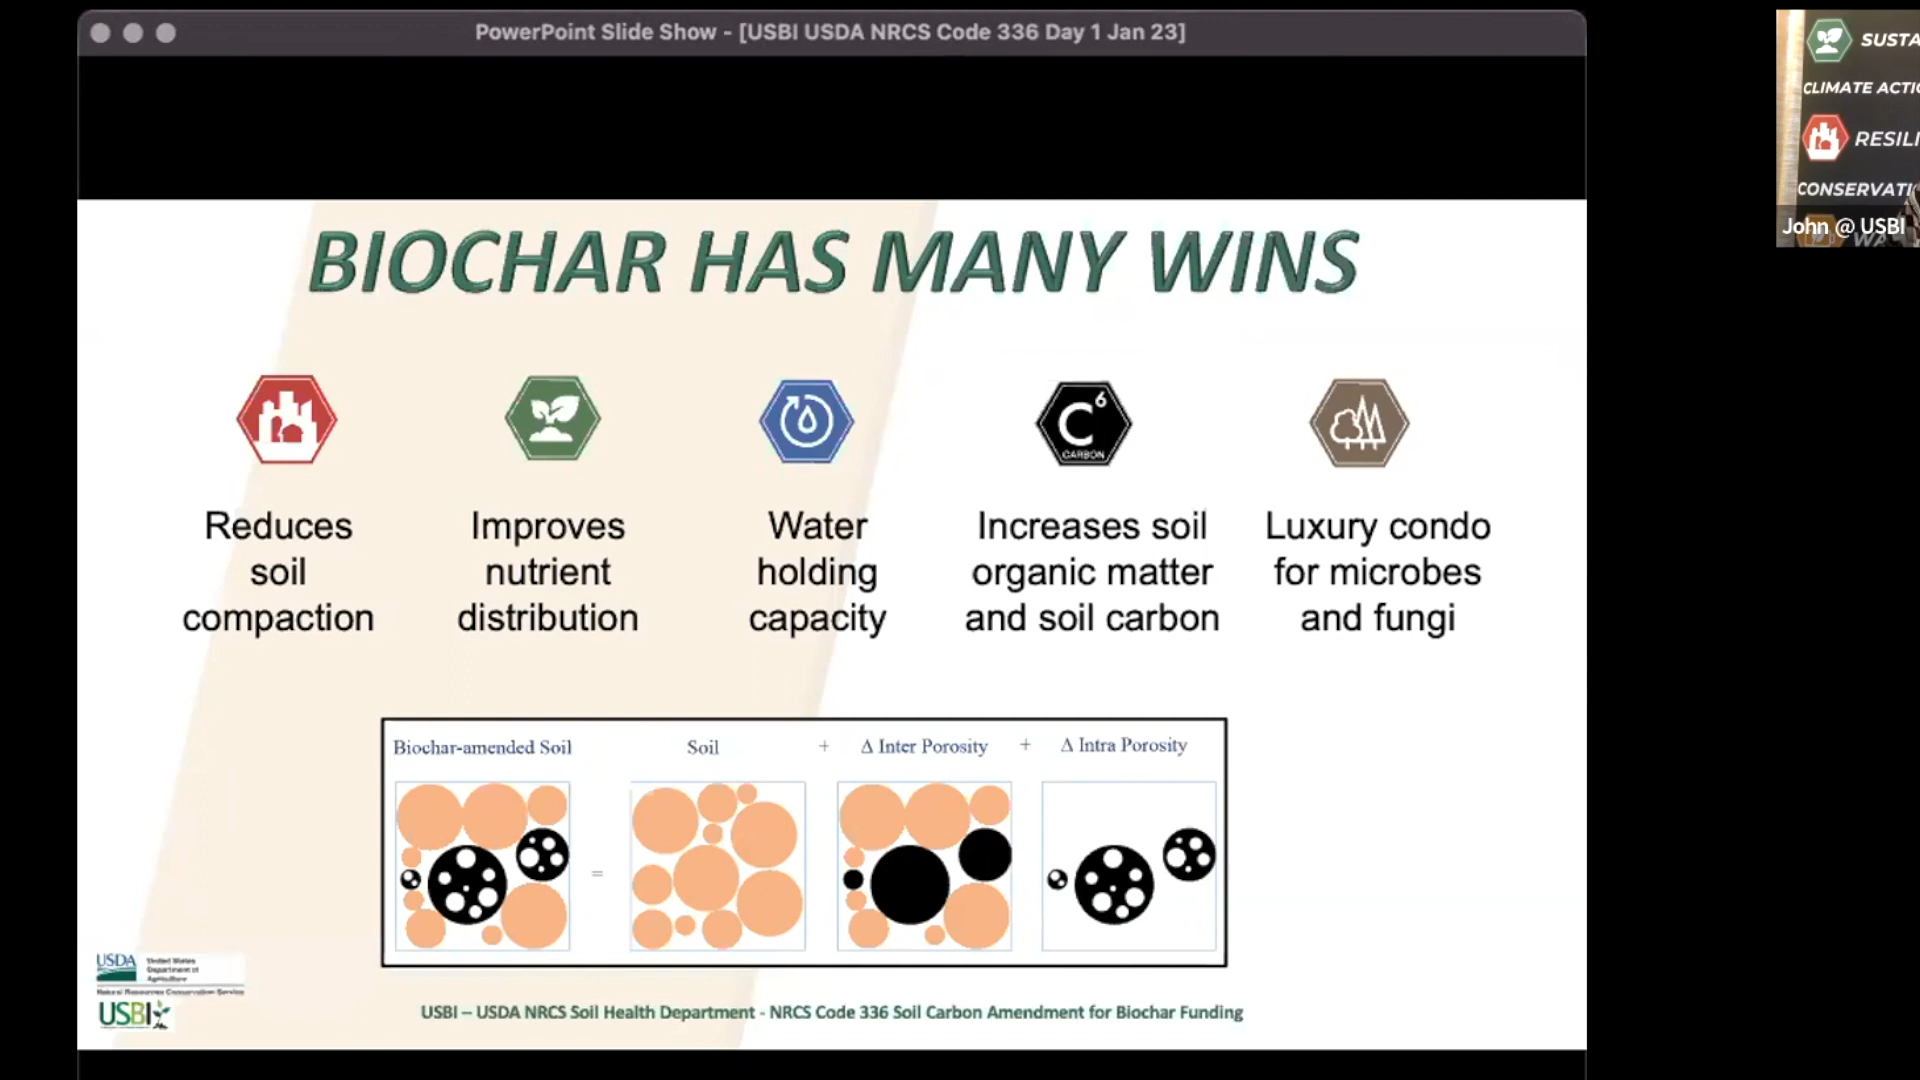 PowerPoint Slide Show - [USBI USDA NRCS Code 336 Day 1 Jan 23]
SUSTA
CLIMATE ACTIO
RESILI
CONSERVATI
WA
John @ USBI
BIOCHAR HAS MANY WINS
C 6
CARBON
Reduces
soil
compaction
Improves
nutrient
distribution
Water
holding
capacity
Increases soil
organic matter
and soil carbon
Luxury condo
for microbes
and fungi
Biochar-amended Soil
Soil
+
Δ Inter Porosity
+
Δ Intra Porosity
=
USDA
United States
Department of
Agriculture
Natural Resources Conservation Service
USBI
USBI – USDA NRCS Soil Health Department - NRCS Code 336 Soil Carbon Amendment for Biochar Funding